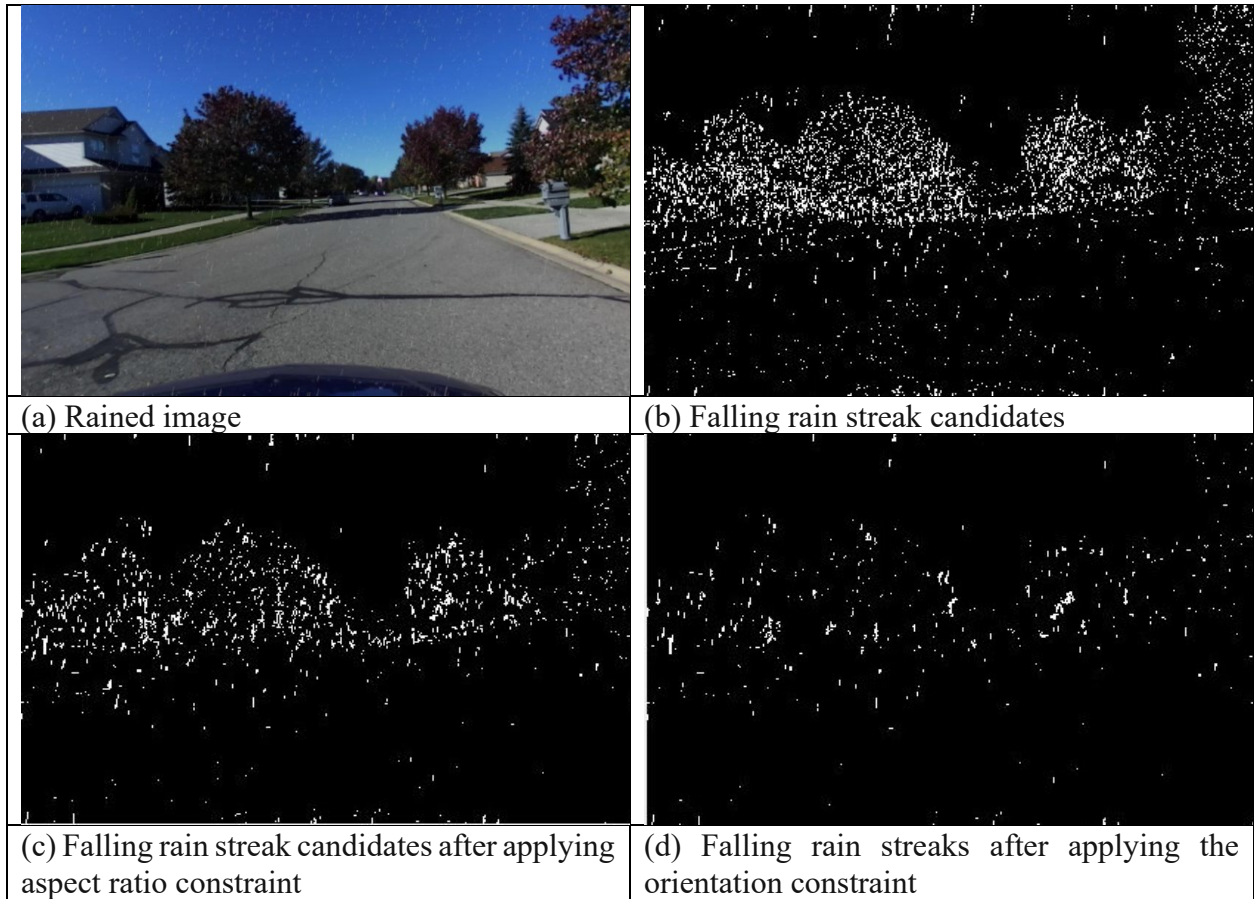 (a) Rained image
(b) Falling rain streak candidates
(c) Falling rain streak candidates after applying
aspect ratio constraint
(d) Falling rain streaks after applying the
orientation constraint